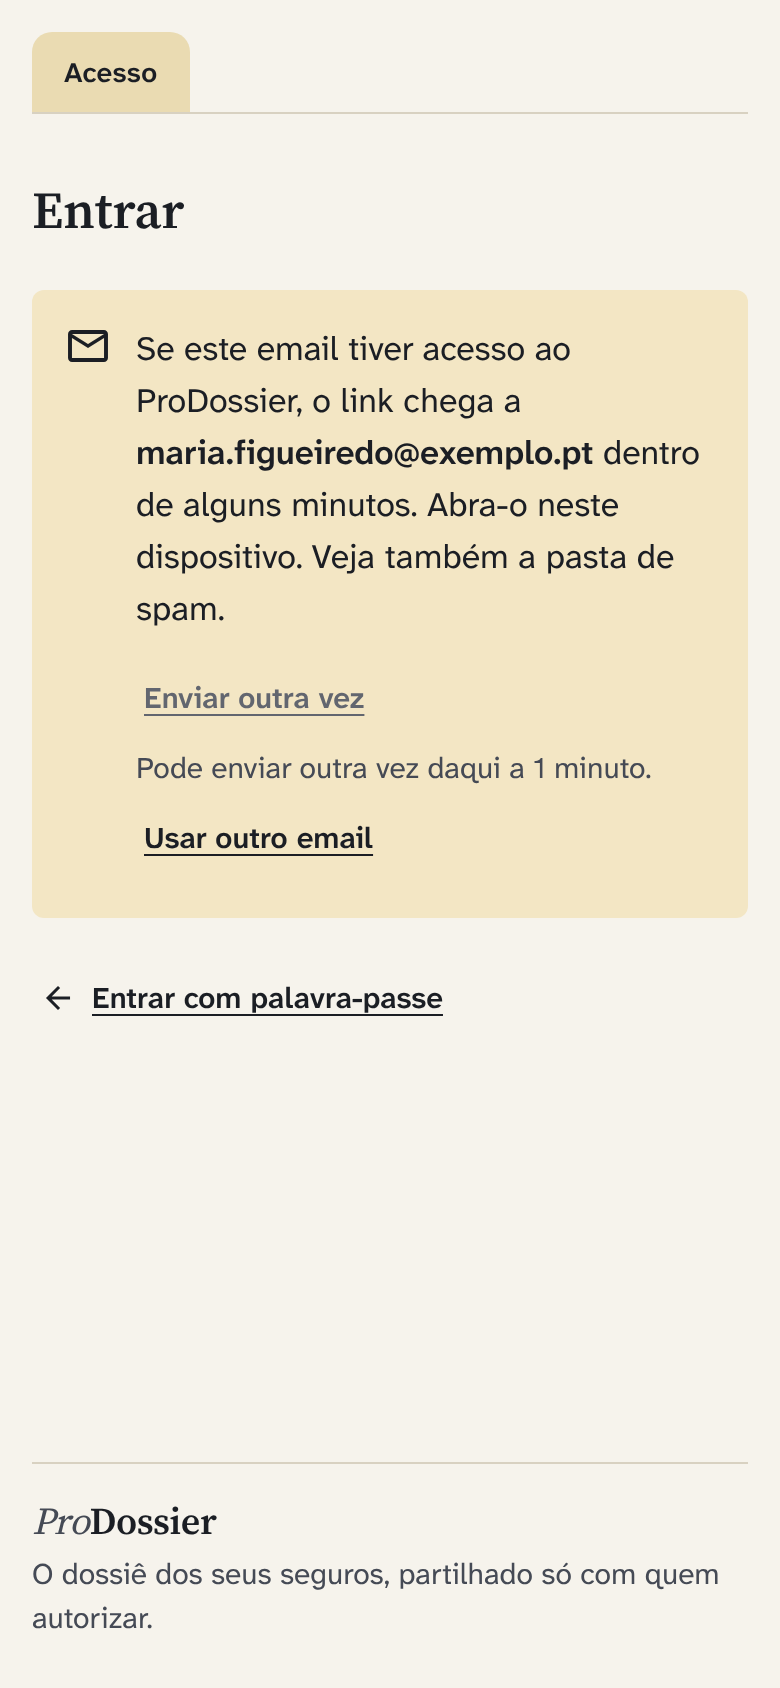 Acesso
Entrar
Se este email tiver acesso ao
ProDossier, o link chega a
maria.figueiredo@exemplo.pt dentro
de alguns minutos. Abra-o neste
dispositivo. Veja também a pasta de
spam.
Enviar outra vez
Pode enviar outra vez daqui a 1 minuto.
Usar outro email
Entrar com palavra-passe
ProDossier
O dossiê dos seus seguros, partilhado só com quem
autorizar.